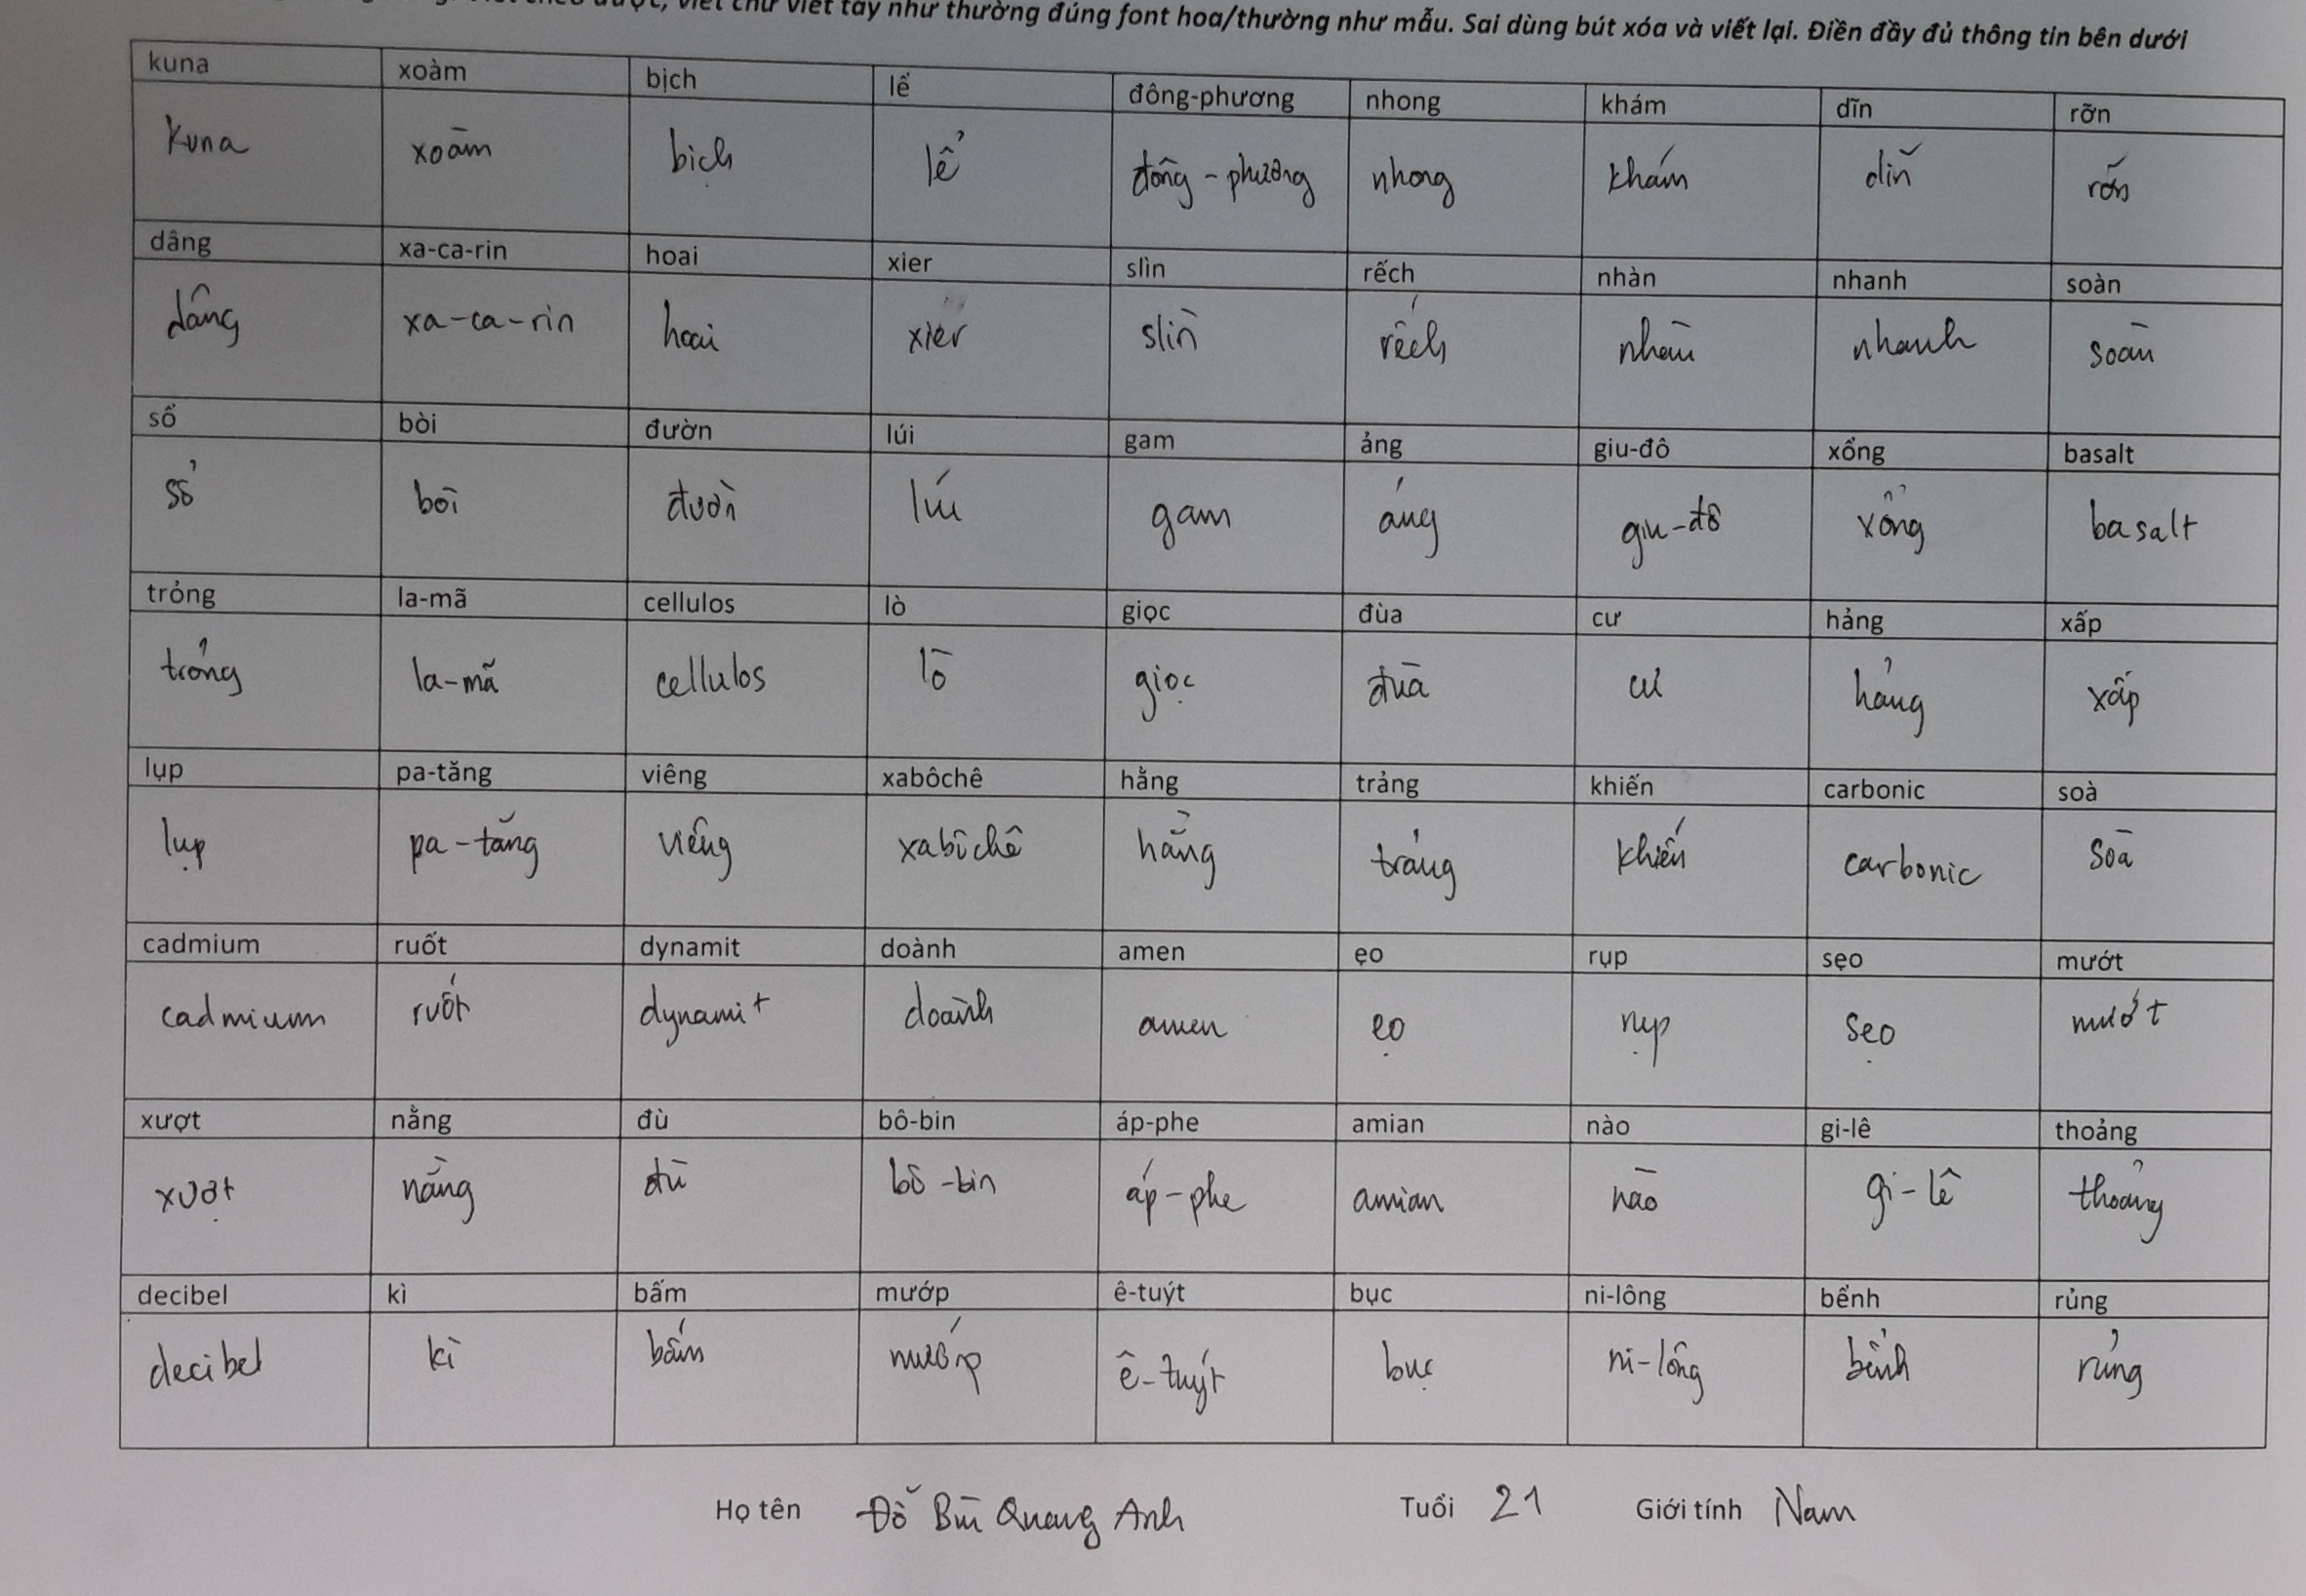 viết chữ viết tay như thường đúng font hoa/thường như mẫu. Sai dùng bút xóa và viết lại. Điền đầy đủ thông tin bên dưới
kuna xoàm bịch lể đông-phương nhong khám dĩn rỡn
kuna xoàm bịch lể đông-phương nhong khám dĩn rỡn
dâng xa-ca-rin hoai xier slìn rếch nhàn nhanh soàn
dâng xa-ca-rin hoai xier slìn rếch nhàn nhanh soàn
sổ bòi đườn lúi gam ảng giu-đô xổng basalt
sổ bòi đườn lúi gam ảng giu-đô xổng basalt
trỏng la-mã cellulos lò giọc đùa cư hảng xấp
trỏng la-mã cellulos lò giọc đùa cư hảng xấp
lụp pa-tăng viêng xabôchê hằng trảng khiến carbonic soà
lụp pa-tăng viêng xabôchê hằng trảng khiến carbonic soà
cadmium ruốt dynamit doành amen ẹo rụp sẹo mướt
cadmium ruốt dynamit doành amen ẹo rụp sẹo mướt
xượt nằng đù bô-bin áp-phe amian nào gi-lê thoảng
xượt nằng đù bô-bin áp-phe amian nào gi-lê thoảng
decibel kì bấm mướp ê-tuýt bục ni-lông bểnh rủng
decibel kì bấm mướp ê-tuýt bục ni-lông bểnh rủng
Họ tên Đỗ Bùi Quang Anh Tuổi 21 Giới tính Nam